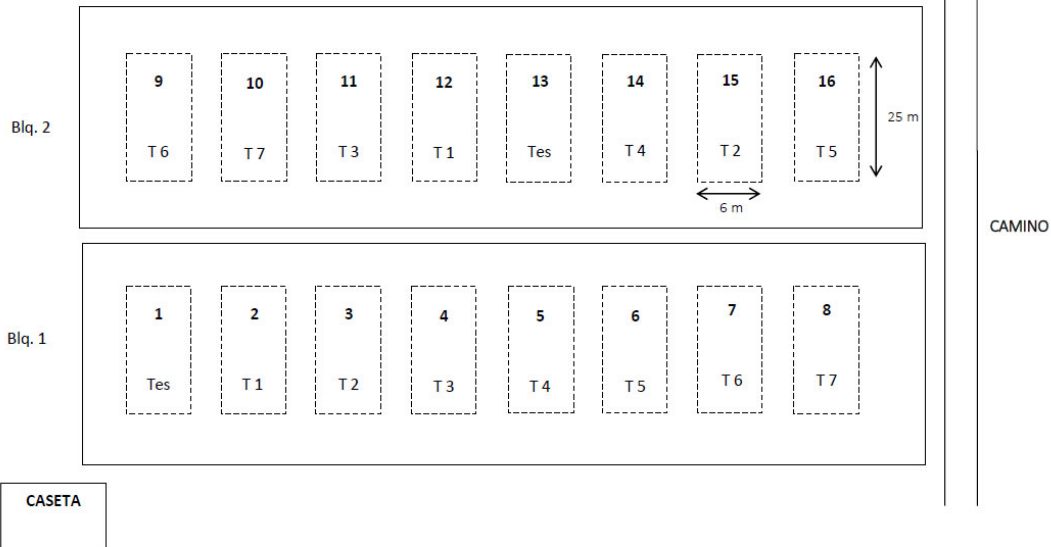 9 10 11 12 13 14 15 16
Blq. 2
25 m
T 6 T 7 T 3 T 1 Tes T 4 T 2 T 5
6 m
CAMINO
1 2 3 4 5 6 7 8
Blq. 1
Tes T 1 T 2 T 3 T 4 T 5 T 6 T 7
CASETA